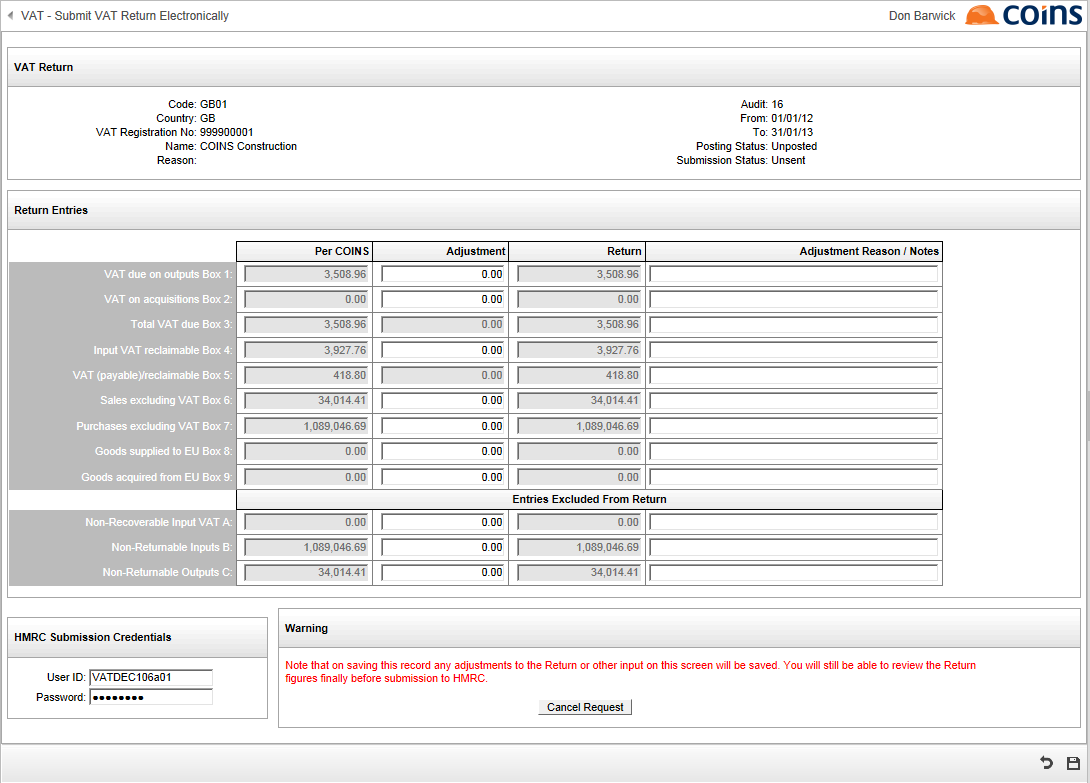 VAT - Submit VAT Return Electronically
Don Barwick
coins
VAT Return
Code: GB01
Country: GB
VAT Registration No: 999900001
Name: COINS Construction
Reason:
Audit: 16
From: 01/01/12
To: 31/01/13
Posting Status: Unposted
Submission Status: Unsent
Return Entries
Per COINS Adjustment Return Adjustment Reason / Notes
VAT due on outputs Box 1: 3,508.96 0.00 3,508.96
VAT on acquisitions Box 2: 0.00 0.00 0.00
Total VAT due Box 3: 3,508.96 0.00 3,508.96
Input VAT reclaimable Box 4: 3,927.76 0.00 3,927.76
VAT (payable)/reclaimable Box 5: 418.80 0.00 418.80
Sales excluding VAT Box 6: 34,014.41 0.00 34,014.41
Purchases excluding VAT Box 7: 1,089,046.69 0.00 1,089,046.69
Goods supplied to EU Box 8: 0.00 0.00 0.00
Goods acquired from EU Box 9: 0.00 0.00 0.00
Entries Excluded From Return
Non-Recoverable Input VAT A: 0.00 0.00 0.00
Non-Returnable Inputs B: 1,089,046.69 0.00 1,089,046.69
Non-Returnable Outputs C: 34,014.41 0.00 34,014.41
HMRC Submission Credentials
User ID: VATDEC106a01
Password: ●●●●●●●●
Warning
Note that on saving this record any adjustments to the Return or other input on this screen will be saved. You will still be able to review the Return
figures finally before submission to HMRC.
Cancel Request